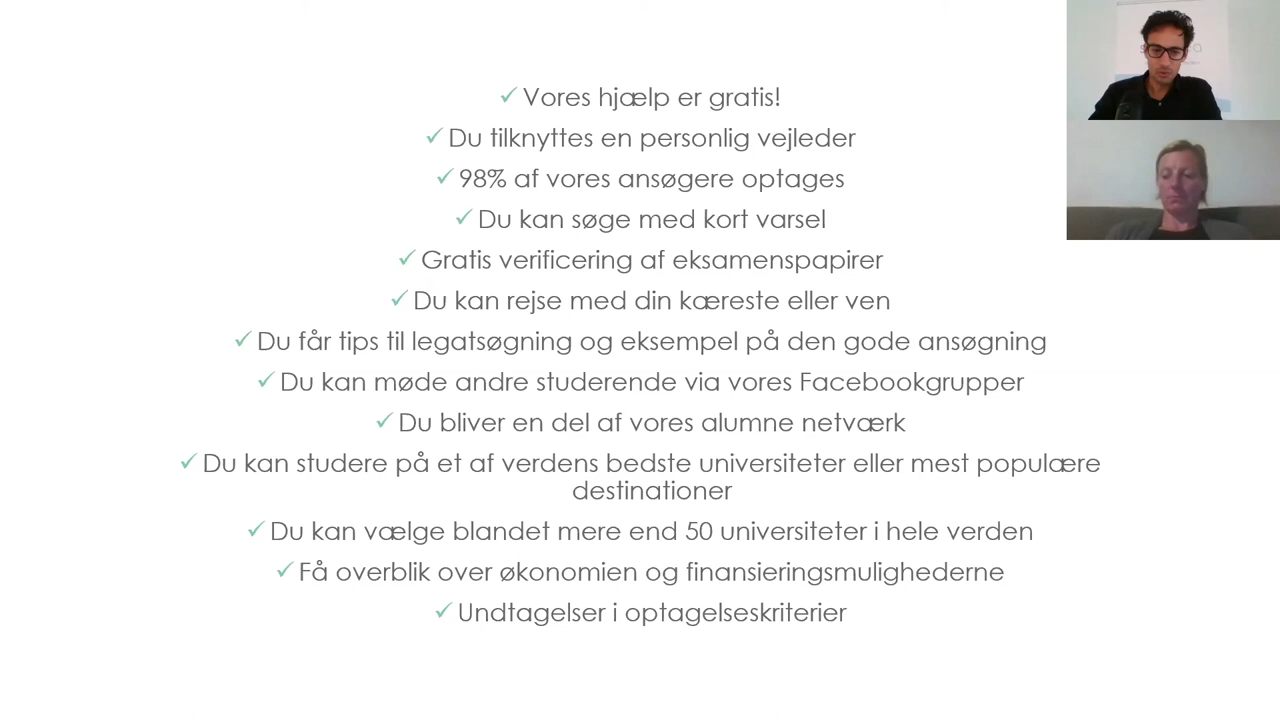 ✓ Vores hjælp er gratis!
✓ Du tilknyttes en personlig vejleder
✓ 98% af vores ansøgere optages
✓ Du kan søge med kort varsel
✓ Gratis verificering af eksamenspapirer
✓ Du kan rejse med din kæreste eller ven
✓ Du får tips til legatsøgning og eksempel på den gode ansøgning
✓ Du kan møde andre studerende via vores Facebookgrupper
✓ Du bliver en del af vores alumne netværk
✓ Du kan studere på et af verdens bedste universiteter eller mest populære
destinationer
✓ Du kan vælge blandet mere end 50 universiteter i hele verden
✓ Få overblik over økonomien og finansieringsmulighederne
✓ Undtagelser i optagelseskriterier